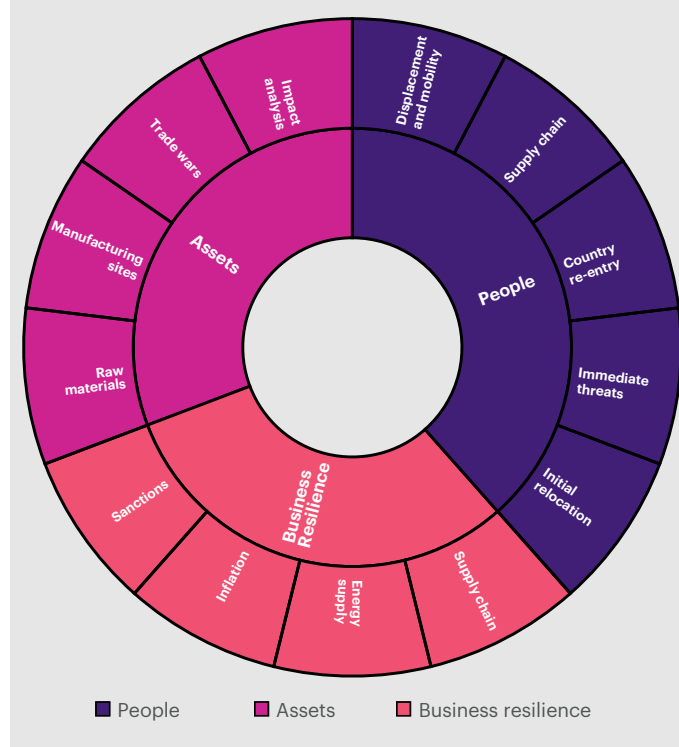 Displacement
and mobility
Supply chain
Country
re-entry
Immediate
threats
Initial
relocation
Supply chain
Energy
supply
Inflation
Sanctions
Raw
materials
Manufacturing
sites
Trade wars
Impact
analysis
People
Business
Resilience
Assets
People
Assets
Business resilience